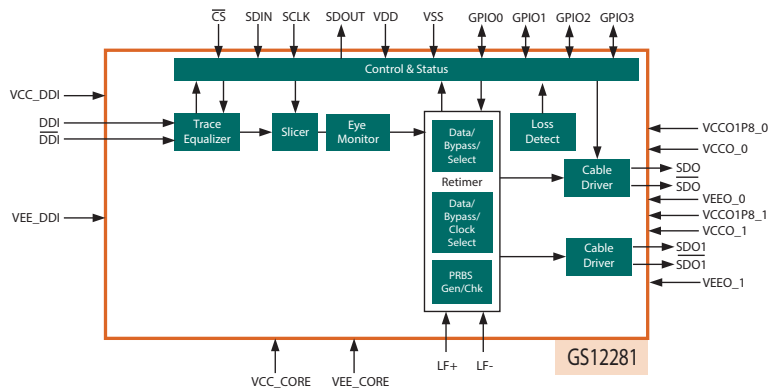 CS SDIN SCLK SDOUT VDD VSS GPIO0 GPIO1 GPIO2 GPIO3
Control & Status
VCC_DDI
DDI
DDI
VEE_DDI
Trace
Equalizer
Slicer
Eye
Monitor
Data/
Bypass/
Select
Retimer
Data/
Bypass/
Clock
Select
PRBS
Gen/Chk
Loss
Detect
Cable
Driver
Cable
Driver
VCCO1P8_0
VCCO_0
SDO
SDO
VEEO_0
VCCO1P8_1
VCCO_1
SDO1
SDO1
VEEO_1
GS12281
VCC_CORE VEE_CORE LF+ LF-